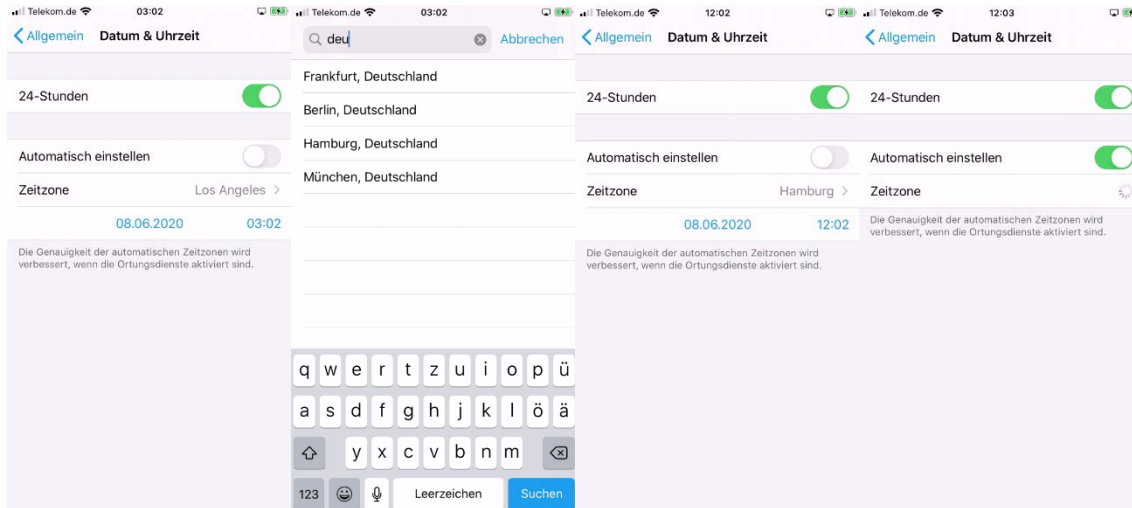 Telekom.de 03:02
Allgemein Datum & Uhrzeit
24-Stunden
Automatisch einstellen
Zeitzone Los Angeles
08.06.2020 03:02
Die Genauigkeit der automatischen Zeitzonen wird
verbessert, wenn die Ortungsdienste aktiviert sind.
Telekom.de 03:02
deu Abbrechen
Frankfurt, Deutschland
Berlin, Deutschland
Hamburg, Deutschland
München, Deutschland
q w e r t z u i o p ü
a s d f g h j k l ö ä
y x c v b n m
123 Leerzeichen Suchen
Telekom.de 12:02
Allgemein Datum & Uhrzeit
24-Stunden
Automatisch einstellen
Zeitzone Hamburg
08.06.2020 12:02
Die Genauigkeit der automatischen Zeitzonen wird
verbessert, wenn die Ortungsdienste aktiviert sind.
Telekom.de 12:03
Allgemein Datum & Uhrzeit
24-Stunden
Automatisch einstellen
Zeitzone
Die Genauigkeit der automatischen Zeitzonen wird
verbessert, wenn die Ortungsdienste aktiviert sind.